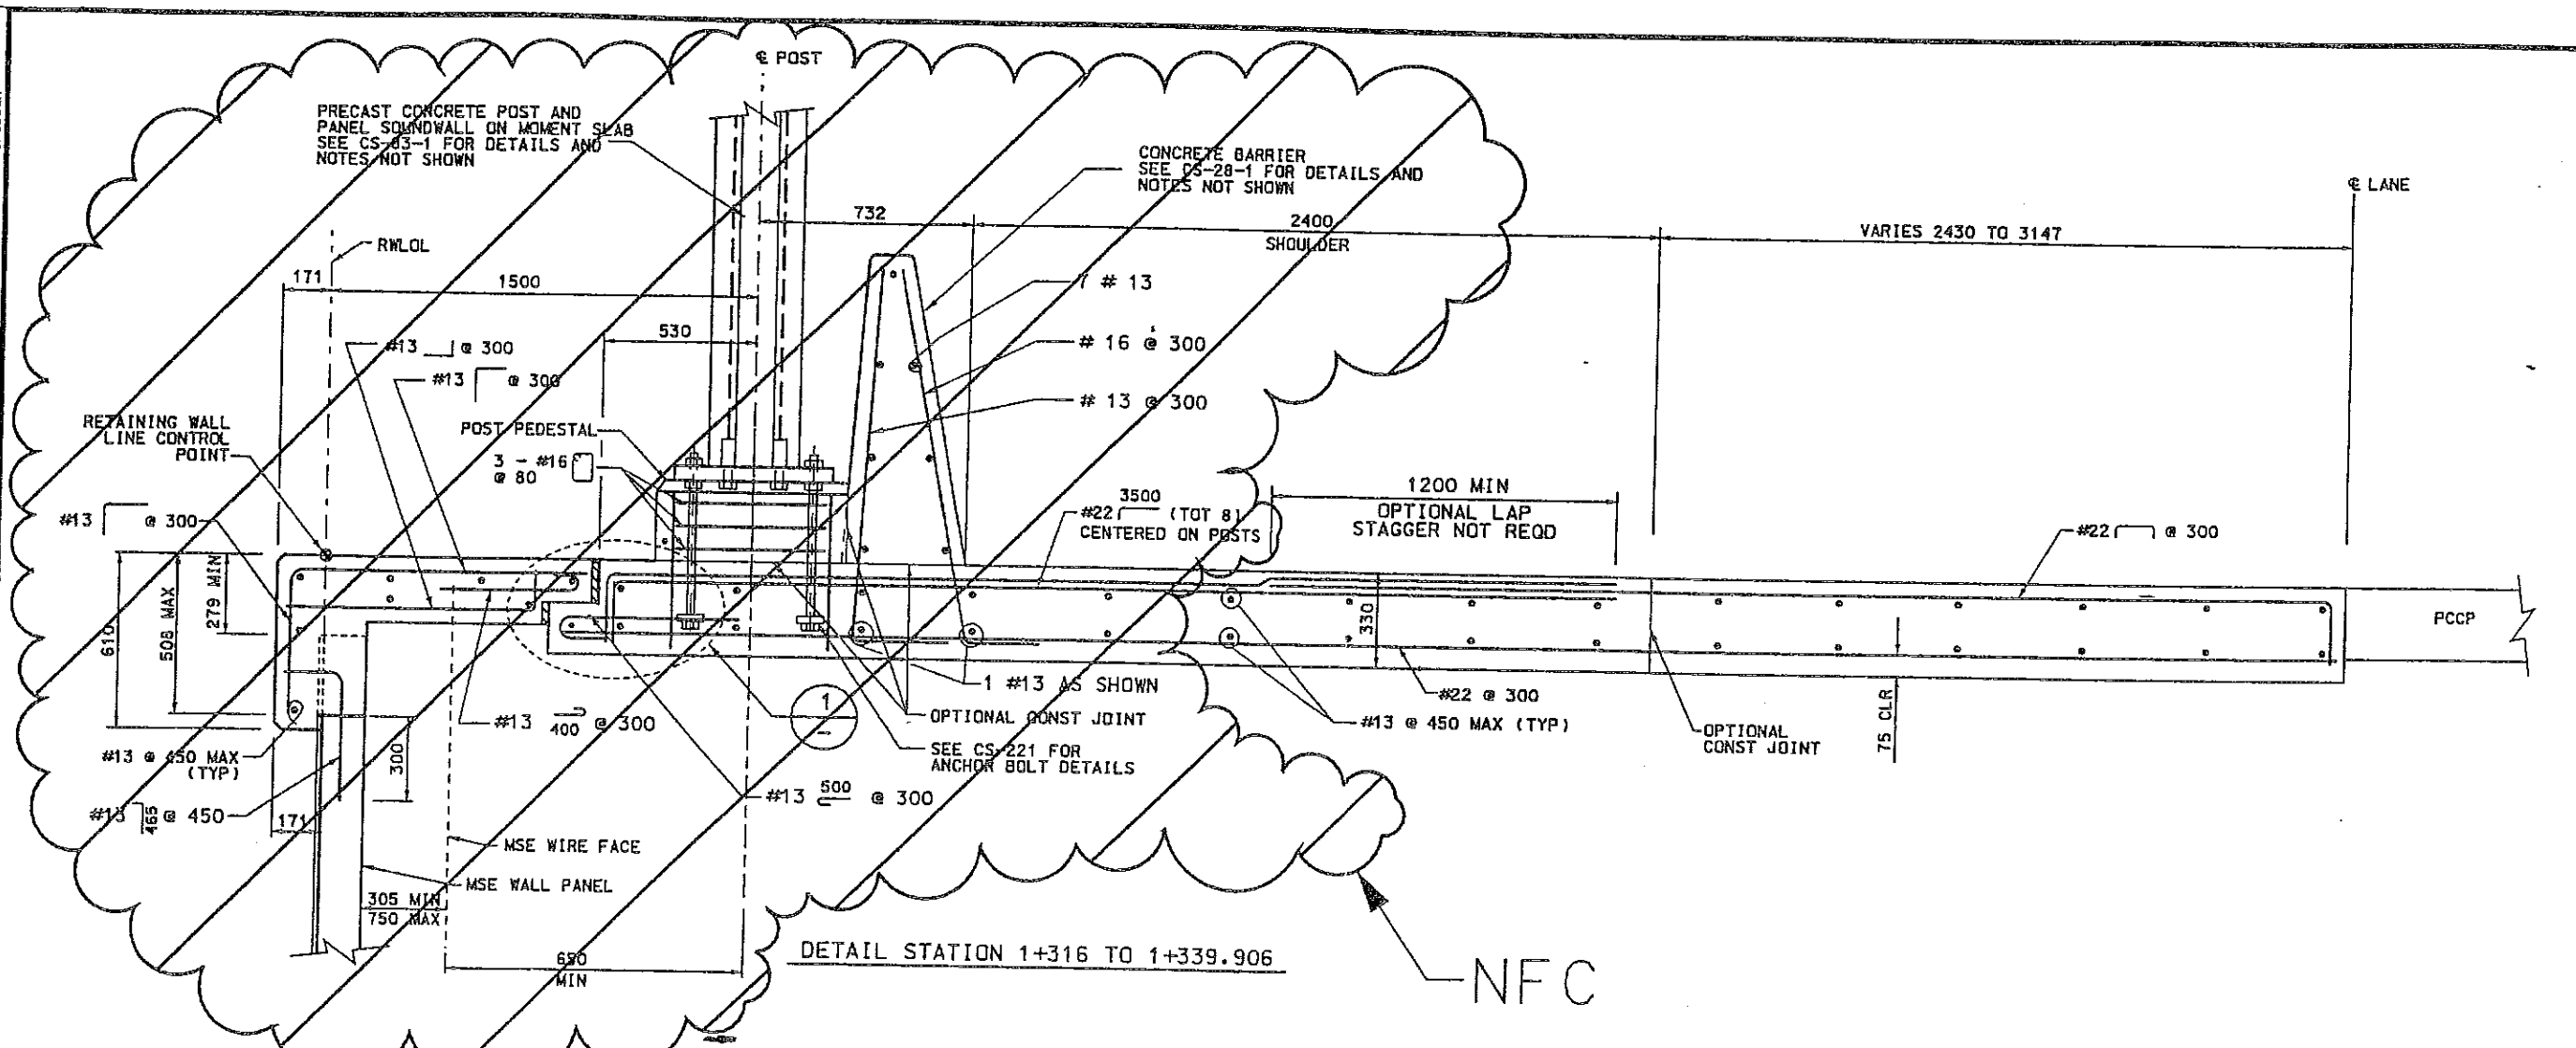 ℄ POST
PRECAST CONCRETE POST AND
PANEL SOUNDWALL ON MOMENT SLAB
SEE CS-03-1 FOR DETAILS AND
NOTES NOT SHOWN
CONCRETE BARRIER
SEE CS-28-1 FOR DETAILS AND
NOTES NOT SHOWN
℄ LANE
732
2400
SHOULDER
VARIES 2430 TO 3147
RWLOL
171
1500
7 # 13
530
#13 @ 300
# 16 @ 300
#13 @ 300
# 13 @ 300
RETAINING WALL
LINE CONTROL
POINT
POST PEDESTAL
3 - #16
@ 80
#13 @ 300
3500
#22 (TOT 8)
CENTERED ON POSTS
1200 MIN
OPTIONAL LAP
STAGGER NOT REQD
#22 @ 300
610
508 MAX
279 MIN
330
PCCP
1 #13 AS SHOWN
#22 @ 300
#13 400 @ 300
1
-
OPTIONAL CONST JOINT
#13 @ 450 MAX (TYP)
OPTIONAL
CONST JOINT
75 CLR
SEE CS-221 FOR
ANCHOR BOLT DETAILS
#13 @ 450 MAX
(TYP)
300
#13 500 @ 300
#13 465 @ 450
171
MSE WIRE FACE
MSE WALL PANEL
305 MIN
750 MAX
MIN
DETAIL STATION 1+316 TO 1+339.906
NFC